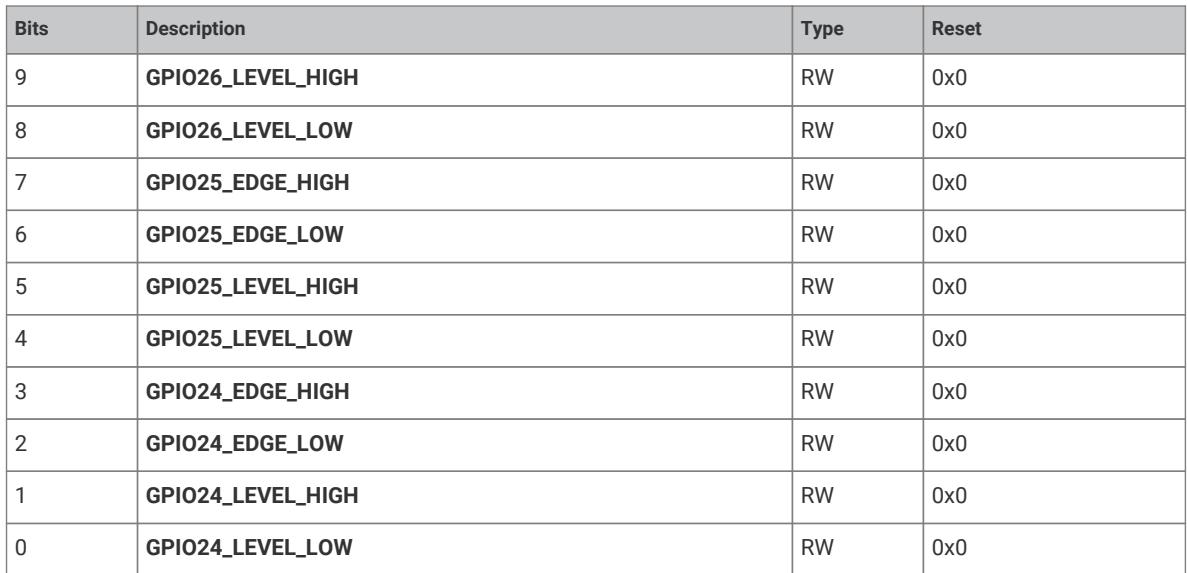 Bits Description Type Reset
9 GPIO26_LEVEL_HIGH RW 0x0
8 GPIO26_LEVEL_LOW RW 0x0
7 GPIO25_EDGE_HIGH RW 0x0
6 GPIO25_EDGE_LOW RW 0x0
5 GPIO25_LEVEL_HIGH RW 0x0
4 GPIO25_LEVEL_LOW RW 0x0
3 GPIO24_EDGE_HIGH RW 0x0
2 GPIO24_EDGE_LOW RW 0x0
1 GPIO24_LEVEL_HIGH RW 0x0
0 GPIO24_LEVEL_LOW RW 0x0